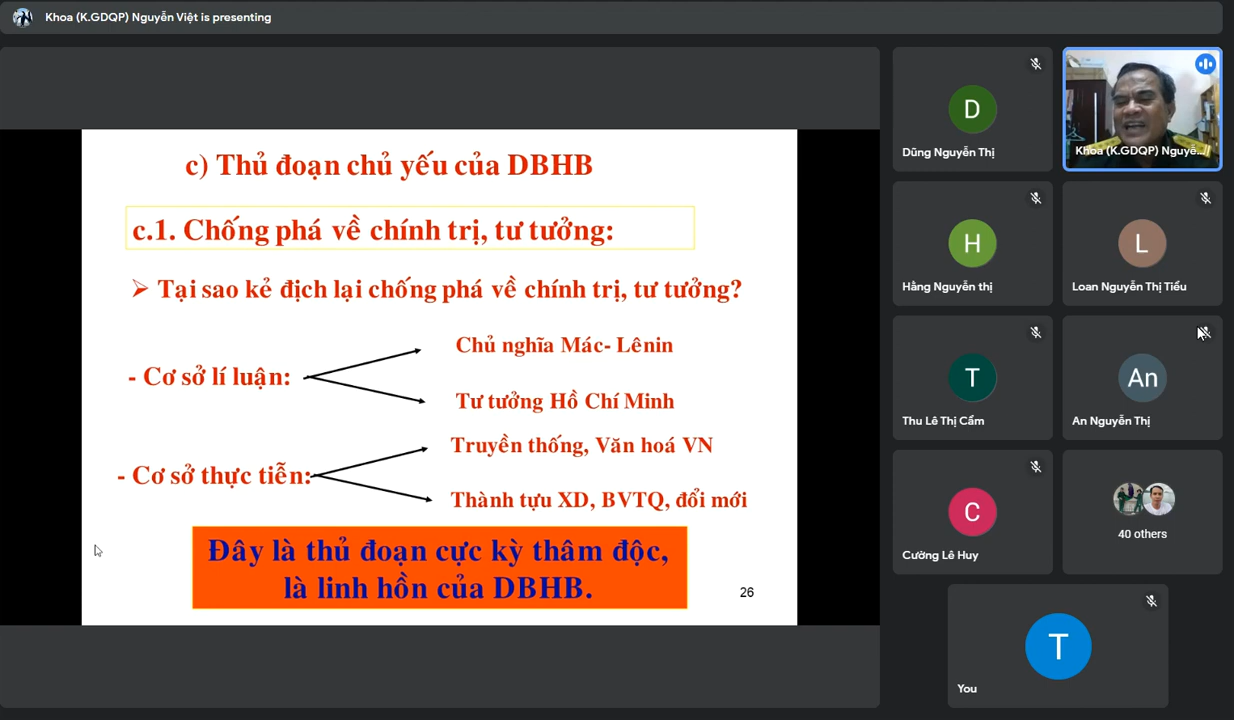 Khoa (K.GDQP) Nguyễn Việt is presenting
c) Thủ đoạn chủ yếu của DBHB
c.1. Chống phá về chính trị, tư tưởng:
Tại sao kẻ địch lại chống phá về chính trị, tư tưởng?
- Cơ sở lí luận:
Chủ nghĩa Mác- Lênin
Tư tưởng Hồ Chí Minh
- Cơ sở thực tiễn:
Truyền thống, Văn hoá VN
Thành tựu XD, BVTQ, đổi mới
Đây là thủ đoạn cực kỳ thâm độc,
là linh hồn của DBHB.
26
D
Dũng Nguyễn Thị
Khoa (K.GDQP) Nguyễ...
H
Hằng Nguyễn thị
L
Loan Nguyễn Thị Tiểu
T
Thu Lê Thị Cẩm
An
An Nguyễn Thị
C
Cường Lê Huy
40 others
T
You